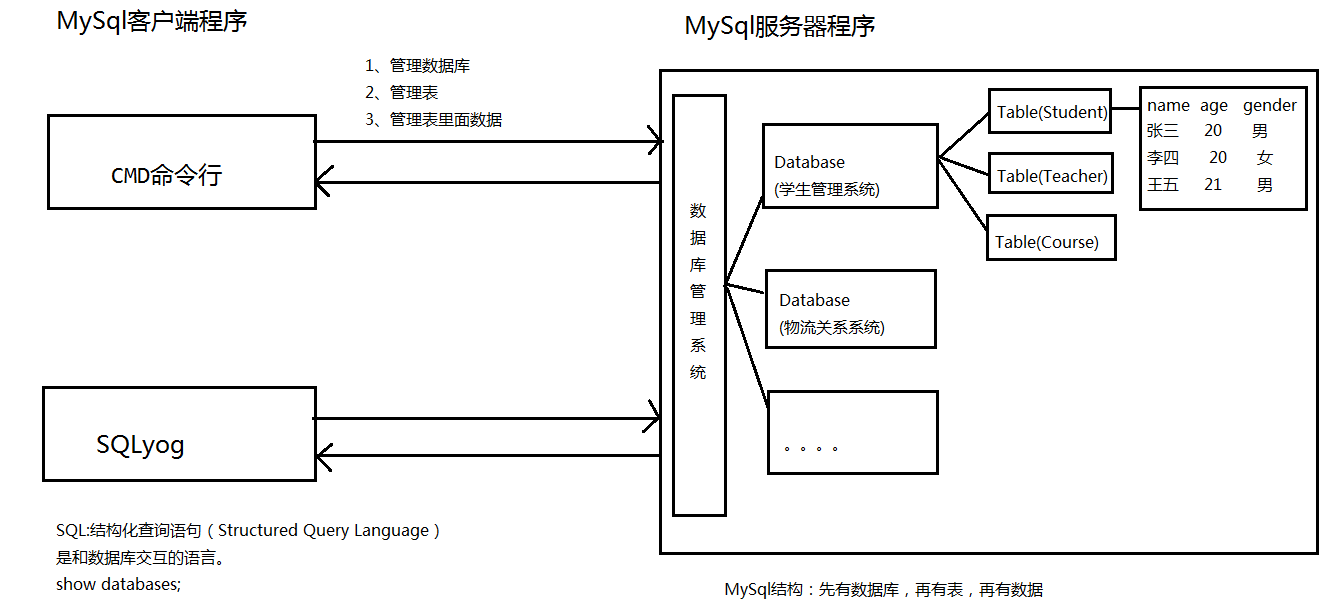 MySql客户端程序
1、管理数据库
2、管理表
3、管理表里面数据
CMD命令行
SQLyog
SQL:结构化查询语句（Structured Query Language）
是和数据库交互的语言。
show databases;
MySql服务器程序
数据库管理系统
Database
(学生管理系统)
Database
(物流关系系统)
。。。。
Table(Student)
Table(Teacher)
Table(Course)
name age gender
张三 20 男
李四 20 女
王五 21 男
MySql结构：先有数据库，再有表，再有数据